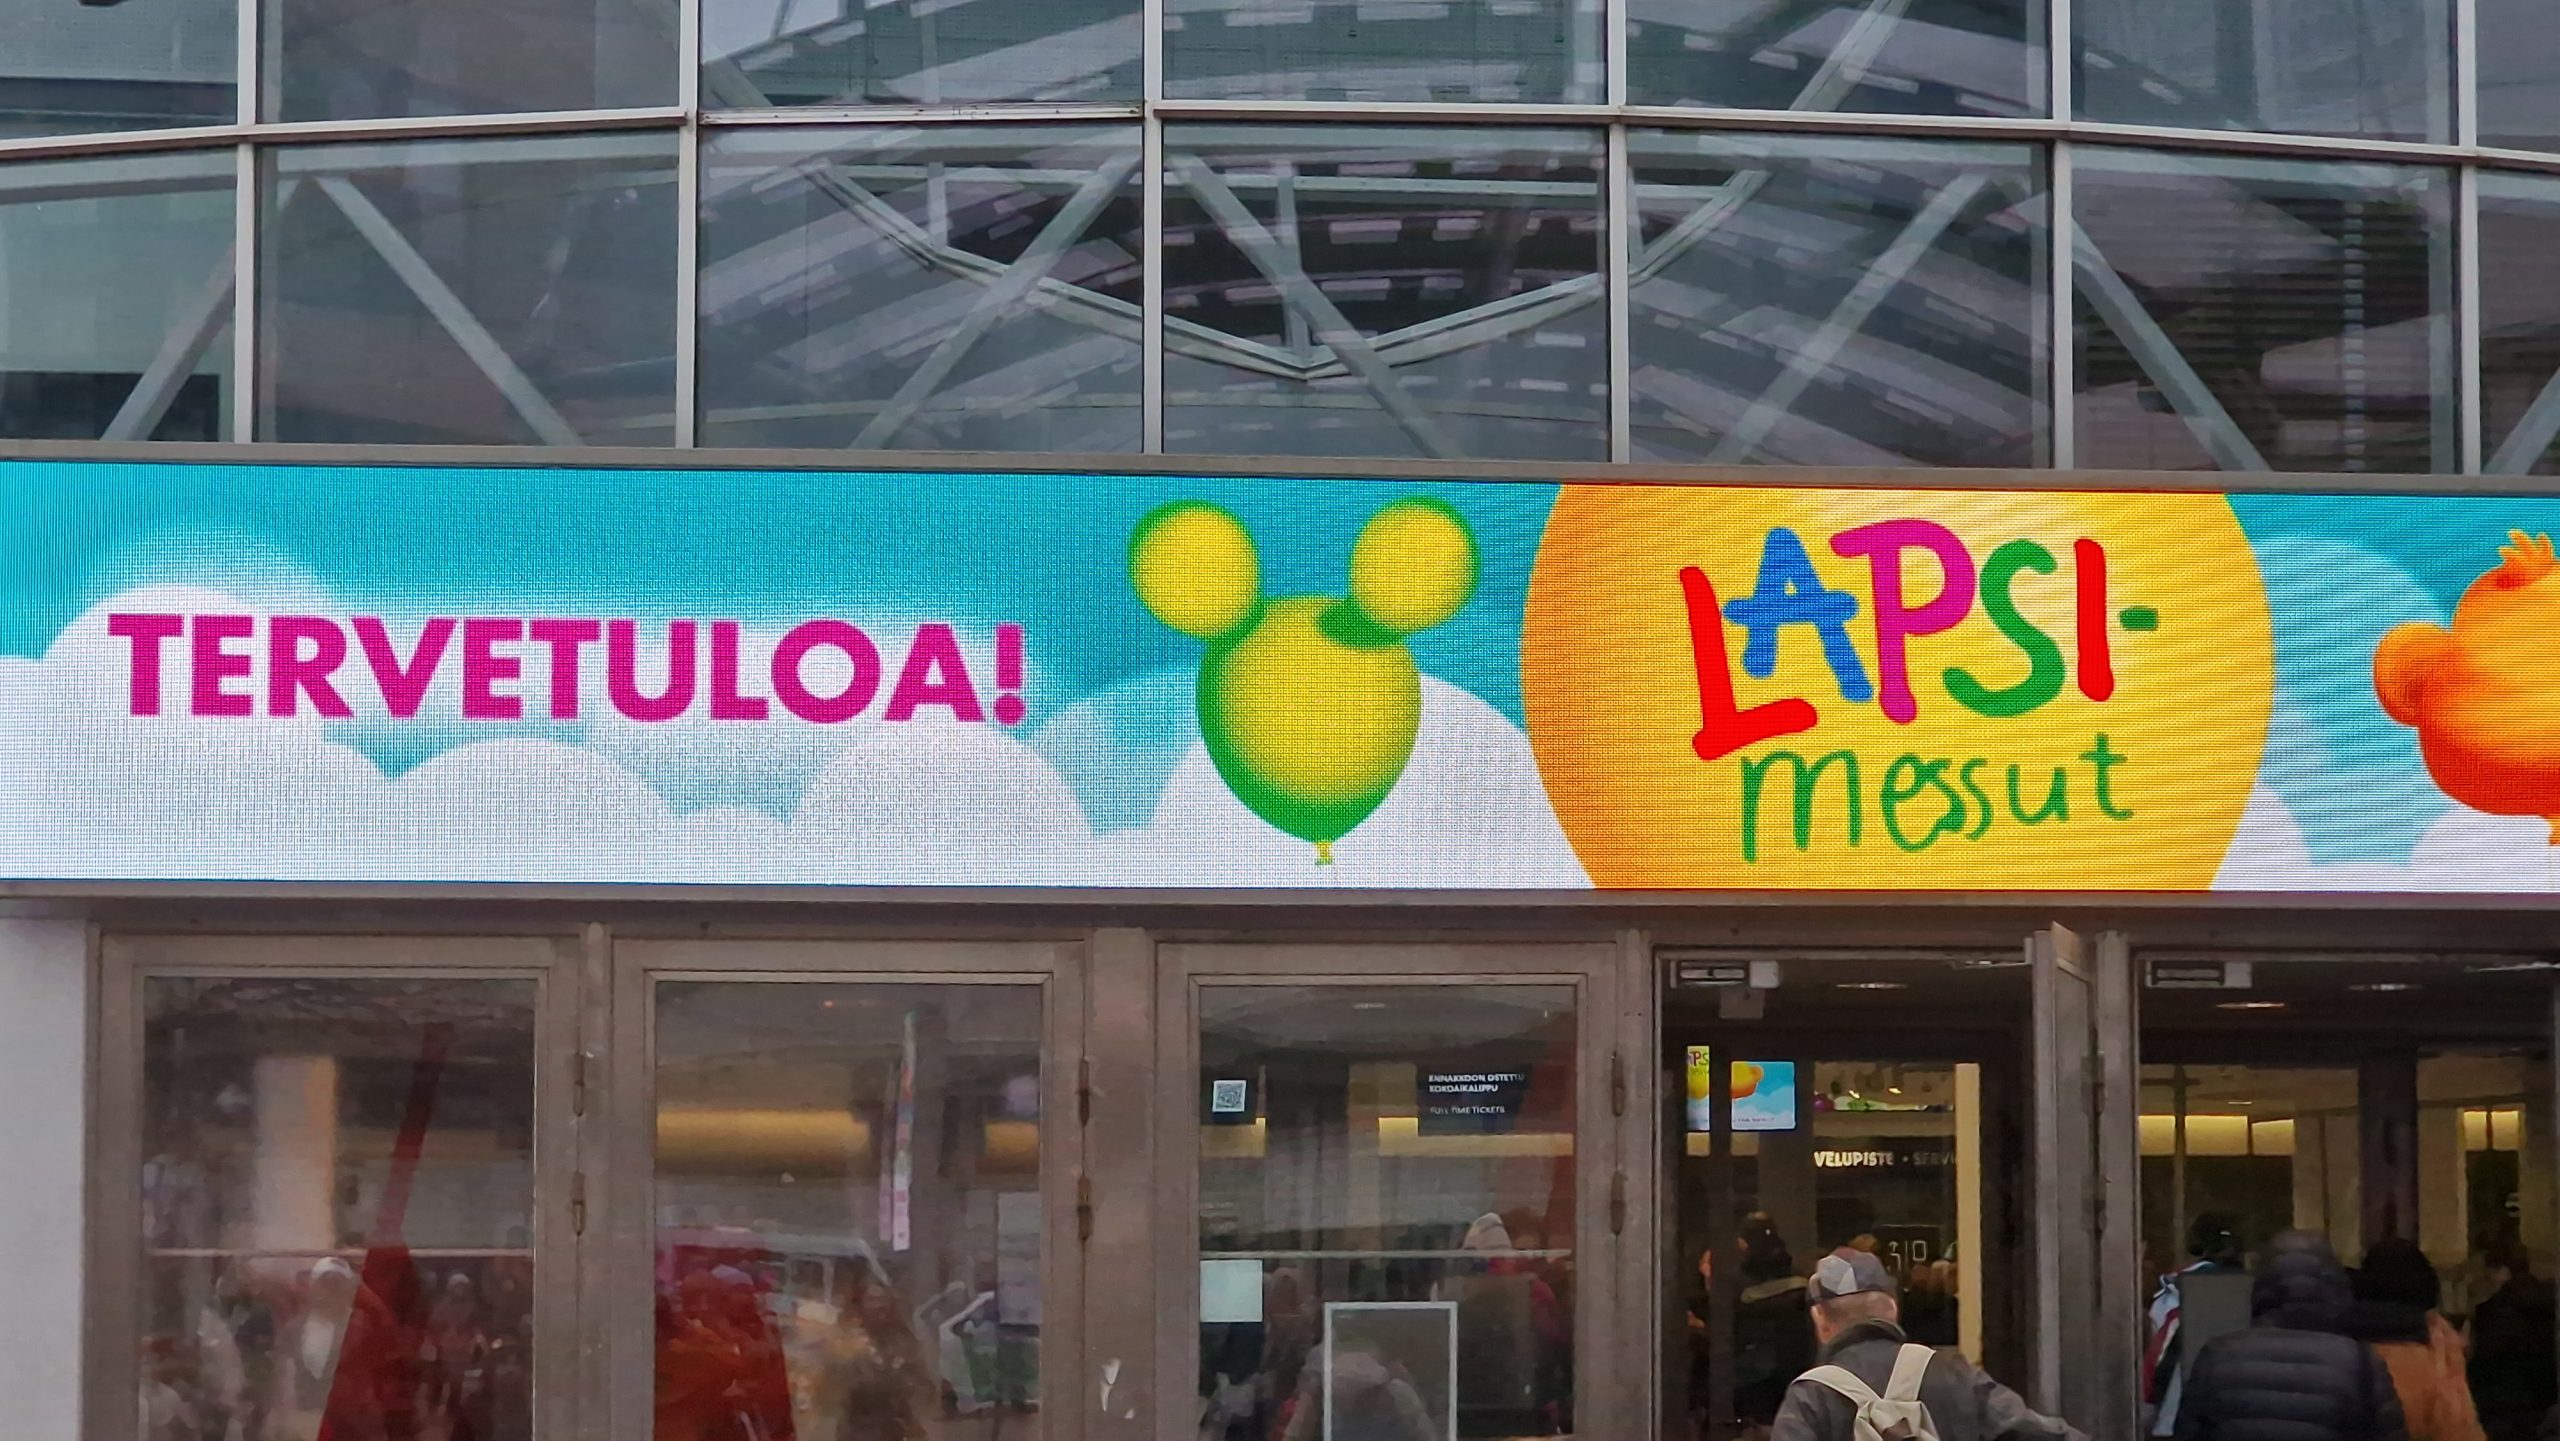 TERVETULOA!
LAPSI-
messut
ENNAKKOON OSTETTU
KOKOAIKALIPPU
FULL TIME TICKETS
VELUPISTE • SERVI